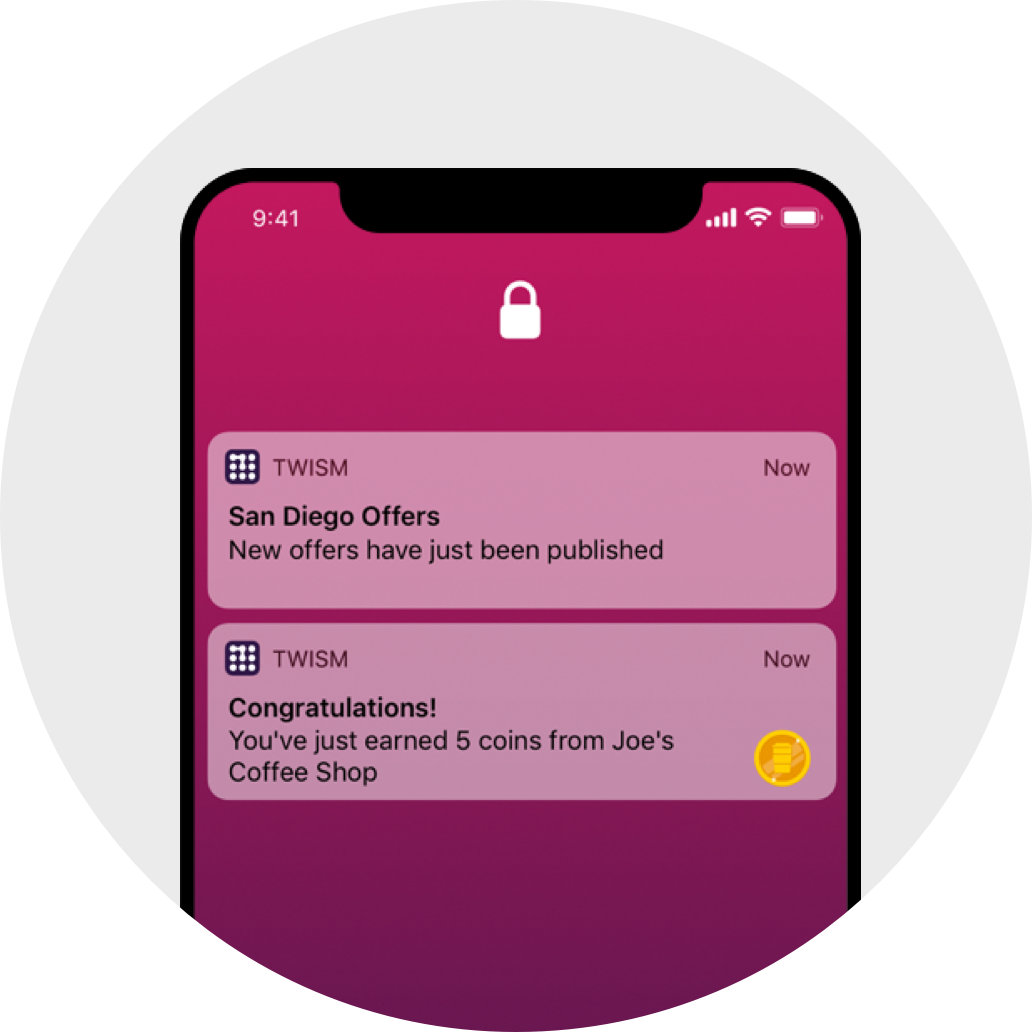 9:41
TWISM
Now
San Diego Offers
New offers have just been published
TWISM
Now
Congratulations!
You've just earned 5 coins from Joe's
Coffee Shop